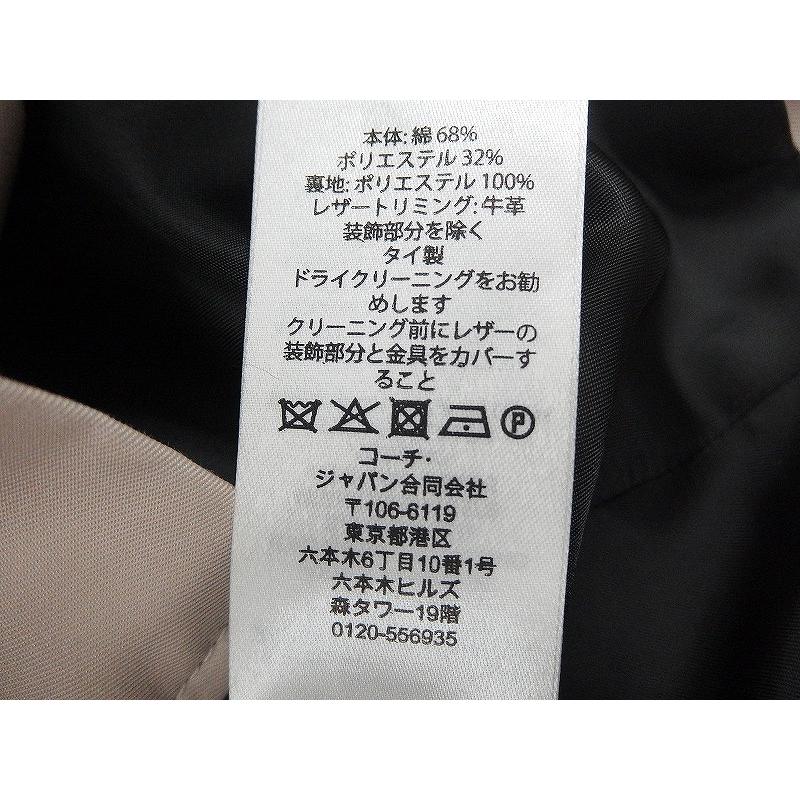 本体: 綿 68%
ポリエステル 32%
裏地: ポリエステル 100%
レザートリミング: 牛革
装飾部分を除く
タイ製
ドライクリーニングをお勧
めします
クリーニング前にレザーの
装飾部分と金具をカバーす
ること
P
コーチ・
ジャパン合同会社
〒106-6119
東京都港区
六本木6丁目10番1号
六本木ヒルズ
森タワー19階
0120-556935